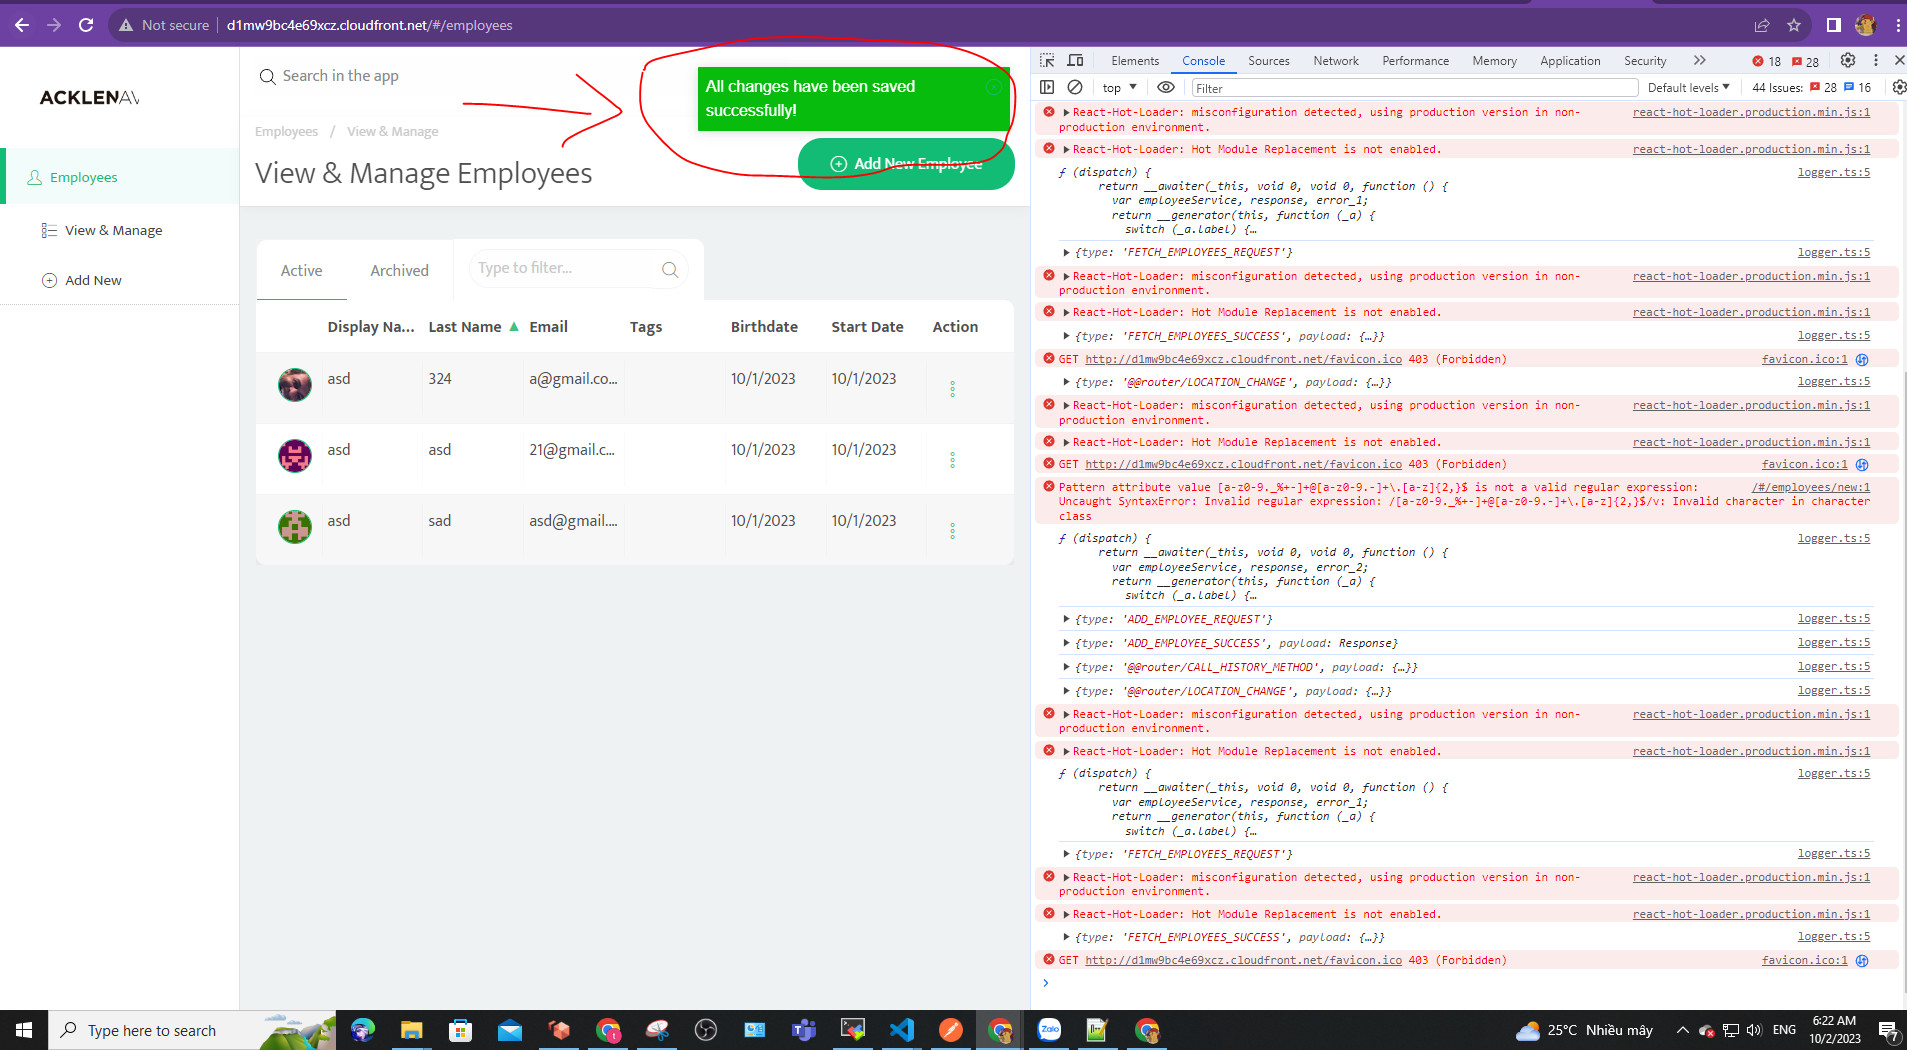 Not secure
d1mw9bc4e69xcz.cloudfront.net/#/employees
ACKLENAV
Employees
View & Manage
Add New
Search in the app
Employees / View & Manage
View & Manage Employees
All changes have been saved
successfully!
Add New Employee
Active
Archived
Type to filter...
Display Na...
Last Name
Email
Tags
Birthdate
Start Date
Action
asd 324 a@gmail.co... 10/1/2023 10/1/2023
asd asd 21@gmail.c... 10/1/2023 10/1/2023
asd sad asd@gmail.... 10/1/2023 10/1/2023
Elements Console Sources Network Performance Memory Application Security 18 28
top Filter Default levels 44 Issues: 28 16
React-Hot-Loader: misconfiguration detected, using production version in non- react-hot-loader.production.min.js:1
production environment.
React-Hot-Loader: Hot Module Replacement is not enabled. react-hot-loader.production.min.js:1
ƒ (dispatch) { logger.ts:5
return __awaiter(_this, void 0, void 0, function () {
var employeeService, response, error_1;
return __generator(this, function (_a) {
switch (_a.label) {…
{type: 'FETCH_EMPLOYEES_REQUEST'} logger.ts:5
React-Hot-Loader: misconfiguration detected, using production version in non- react-hot-loader.production.min.js:1
production environment.
React-Hot-Loader: Hot Module Replacement is not enabled. react-hot-loader.production.min.js:1
{type: 'FETCH_EMPLOYEES_SUCCESS', payload: {…}} logger.ts:5
GET http://d1mw9bc4e69xcz.cloudfront.net/favicon.ico 403 (Forbidden) favicon.ico:1
{type: '@@router/LOCATION_CHANGE', payload: {…}} logger.ts:5
React-Hot-Loader: misconfiguration detected, using production version in non- react-hot-loader.production.min.js:1
production environment.
React-Hot-Loader: Hot Module Replacement is not enabled. react-hot-loader.production.min.js:1
GET http://d1mw9bc4e69xcz.cloudfront.net/favicon.ico 403 (Forbidden) favicon.ico:1
Pattern attribute value [a-z0-9._%+-]+@[a-z0-9.-]+\.[a-z]{2,}$ is not a valid regular expression: /#/employees/new:1
Uncaught SyntaxError: Invalid regular expression: /[a-z0-9._%+-]+@[a-z0-9.-]+\.[a-z]{2,}$/v: Invalid character in character
class
ƒ (dispatch) { logger.ts:5
return __awaiter(_this, void 0, void 0, function () {
var employeeService, response, error_2;
return __generator(this, function (_a) {
switch (_a.label) {…
{type: 'ADD_EMPLOYEE_REQUEST'} logger.ts:5
{type: 'ADD_EMPLOYEE_SUCCESS', payload: Response} logger.ts:5
{type: '@@router/CALL_HISTORY_METHOD', payload: {…}} logger.ts:5
{type: '@@router/LOCATION_CHANGE', payload: {…}} logger.ts:5
React-Hot-Loader: misconfiguration detected, using production version in non- react-hot-loader.production.min.js:1
production environment.
React-Hot-Loader: Hot Module Replacement is not enabled. react-hot-loader.production.min.js:1
ƒ (dispatch) { logger.ts:5
return __awaiter(_this, void 0, void 0, function () {
var employeeService, response, error_1;
return __generator(this, function (_a) {
switch (_a.label) {…
{type: 'FETCH_EMPLOYEES_REQUEST'} logger.ts:5
React-Hot-Loader: misconfiguration detected, using production version in non- react-hot-loader.production.min.js:1
production environment.
React-Hot-Loader: Hot Module Replacement is not enabled. react-hot-loader.production.min.js:1
{type: 'FETCH_EMPLOYEES_SUCCESS', payload: {…}} logger.ts:5
GET http://d1mw9bc4e69xcz.cloudfront.net/favicon.ico 403 (Forbidden) favicon.ico:1
Type here to search
Zalo
25°C Nhiều mây
ENG
6:22 AM
10/2/2023
7